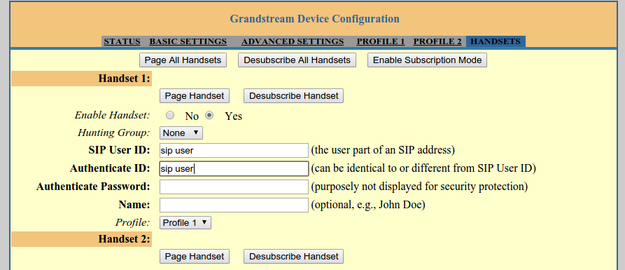 Grandstream Device Configuration
STATUS BASIC SETTINGS ADVANCED SETTINGS PROFILE 1 PROFILE 2 HANDSETS
Page All Handsets Desubscribe All Handsets Enable Subscription Mode
Handset 1:
Page Handset Desubscribe Handset
Enable Handset: No Yes
Hunting Group: None
SIP User ID: sip user (the user part of an SIP address)
Authenticate ID: sip user (can be identical to or different from SIP User ID)
Authenticate Password: (purposely not displayed for security protection)
Name: (optional, e.g., John Doe)
Profile: Profile 1
Handset 2:
Page Handset Desubscribe Handset